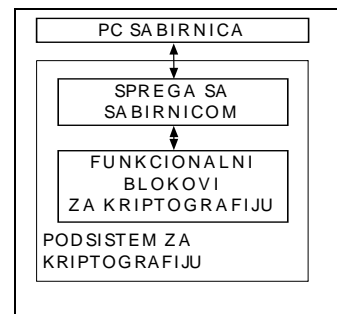 PC SABIRNICA
SPREGA SA
SABIRNICOM
FUNKCIONALNI
BLOKOVI
ZA KRIPTOGRAFIJU
PODSISTEM ZA
KRIPTOGRAFIJU